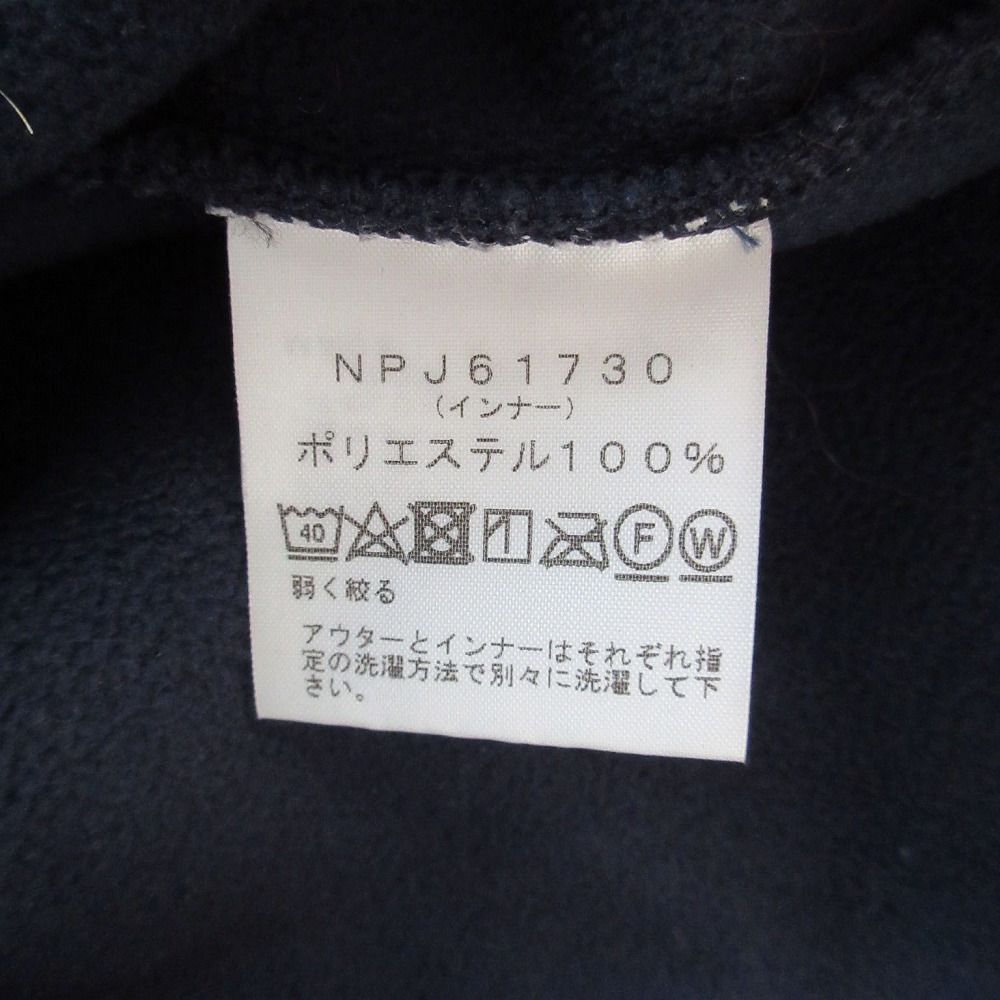 NPJ61730
(インナー)
ポリエステル100%
40 F W
弱く絞る
アウターとインナーはそれぞれ指
定の洗濯方法で別々に洗濯して下
さい。